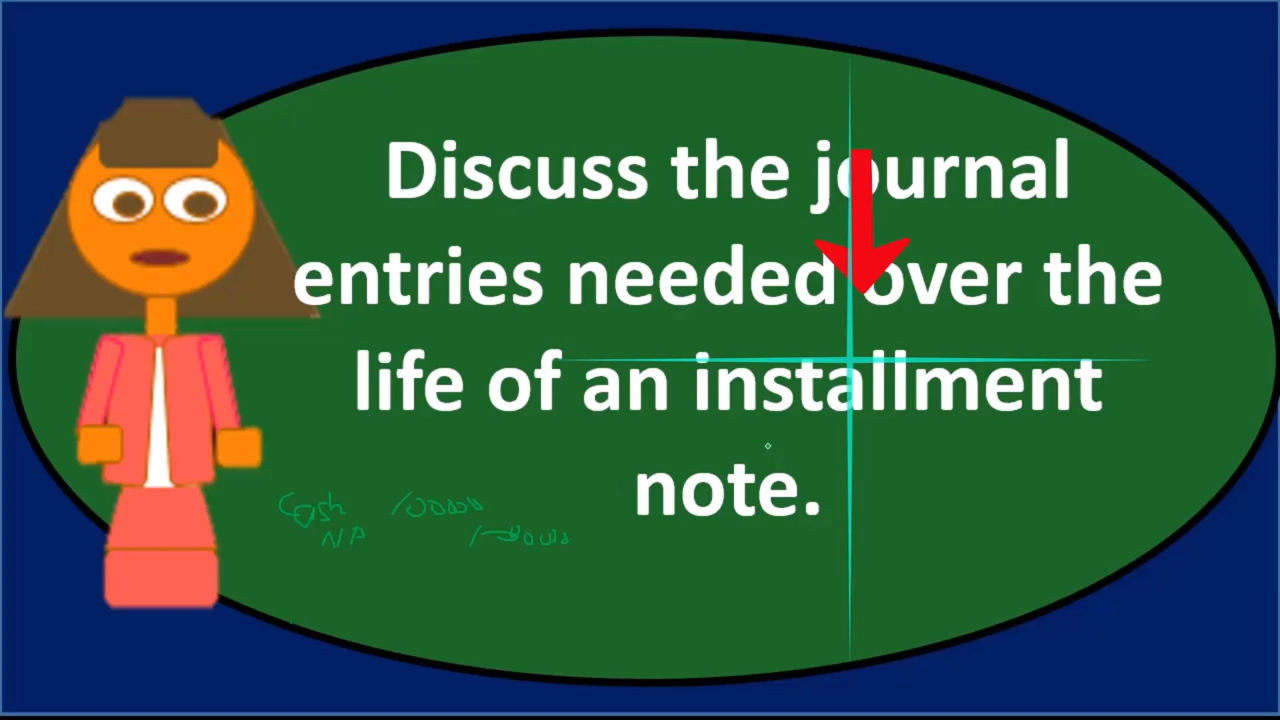 Discuss the journal
entries needed over the
life of an installment
note.
Cash
N/P